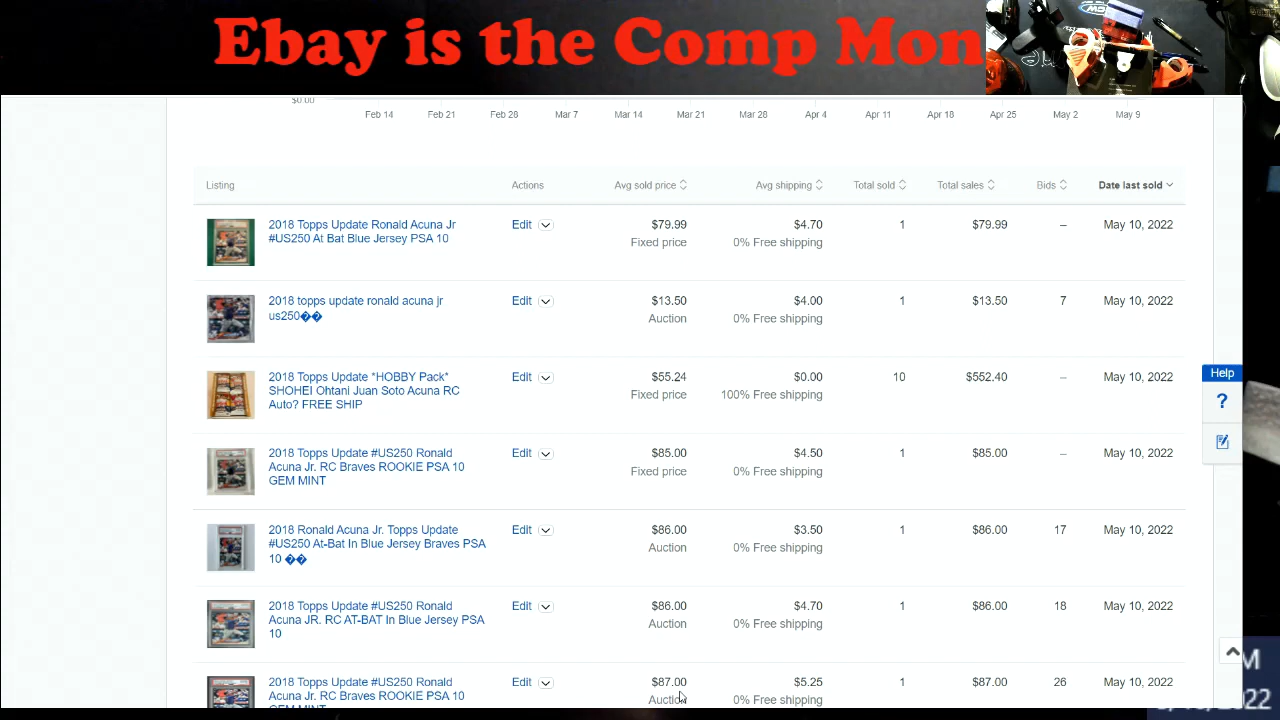 Ebay is the Comp Mon
$0.00
Feb 14 Feb 21 Feb 28 Mar 7 Mar 14 Mar 21 Mar 28 Apr 4 Apr 11 Apr 18 Apr 25 May 2 May 9
Listing Actions Avg sold price Avg shipping Total sold Total sales Bids Date last sold
2018 Topps Update Ronald Acuna Jr Edit $79.99 $4.70 1 $79.99 – May 10, 2022
#US250 At Bat Blue Jersey PSA 10 Fixed price 0% Free shipping
2018 topps update ronald acuna jr Edit $13.50 $4.00 1 $13.50 7 May 10, 2022
us250�� Auction 0% Free shipping
2018 Topps Update *HOBBY Pack* Edit $55.24 $0.00 10 $552.40 – May 10, 2022
SHOHEI Ohtani Juan Soto Acuna RC Fixed price 100% Free shipping
Auto? FREE SHIP
2018 Topps Update #US250 Ronald Edit $85.00 $4.50 1 $85.00 – May 10, 2022
Acuna Jr. RC Braves ROOKIE PSA 10 Fixed price 0% Free shipping
GEM MINT
2018 Ronald Acuna Jr. Topps Update Edit $86.00 $3.50 1 $86.00 17 May 10, 2022
#US250 At-Bat In Blue Jersey Braves PSA Auction 0% Free shipping
10 ��
2018 Topps Update #US250 Ronald Edit $86.00 $4.70 1 $86.00 18 May 10, 2022
Acuna JR. RC AT-BAT In Blue Jersey PSA Auction 0% Free shipping
10
2018 Topps Update #US250 Ronald Edit $87.00 $5.25 1 $87.00 26 May 10, 2022
Acuna Jr. RC Braves ROOKIE PSA 10 Auction 0% Free shipping
GEM MINT
Help
?
M
2022